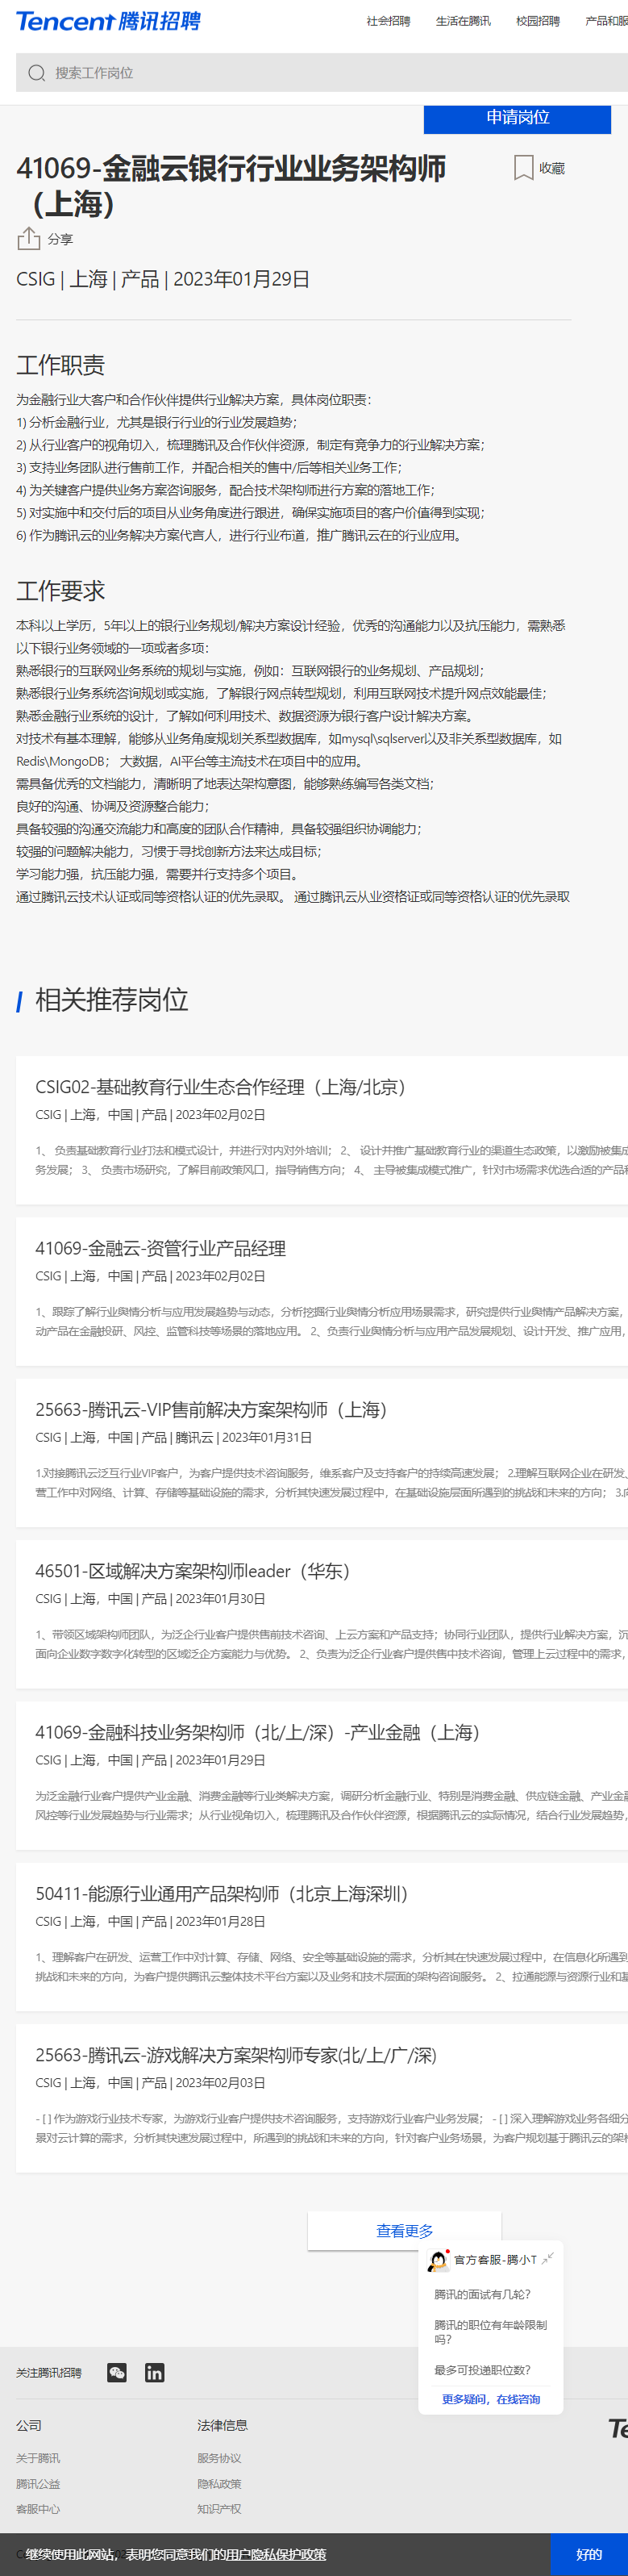 Tencent 腾讯招聘
社会招聘 生活在腾讯 校园招聘 产品和服
搜索工作岗位
申请岗位
41069-金融云银行行业业务架构师
（上海）
收藏
分享
CSIG | 上海 | 产品 | 2023年01月29日
工作职责
为金融行业大客户和合作伙伴提供行业解决方案，具体岗位职责：
1) 分析金融行业，尤其是银行行业的行业发展趋势；
2) 从行业客户的视角切入，梳理腾讯及合作伙伴资源，制定有竞争力的行业解决方案；
3) 支持业务团队进行售前工作，并配合相关的售中/后等相关业务工作；
4) 为关键客户提供业务方案咨询服务，配合技术架构师进行方案的落地工作；
5) 对实施中和交付后的项目从业务角度进行跟进，确保实施项目的客户价值得到实现；
6) 作为腾讯云的业务解决方案代言人，进行行业布道，推广腾讯云在的行业应用。
工作要求
本科以上学历，5年以上的银行业务规划/解决方案设计经验，优秀的沟通能力以及抗压能力，需熟悉
以下银行业务领域的一项或者多项：
熟悉银行的互联网业务系统的规划与实施，例如：互联网银行的业务规划、产品规划；
熟悉银行业务系统咨询规划或实施，了解银行网点转型规划，利用互联网技术提升网点效能最佳；
熟悉金融行业系统的设计，了解如何利用技术、数据资源为银行客户设计解决方案。
对技术有基本理解，能够从业务角度规划关系型数据库，如mysql\sqlserver以及非关系型数据库，如
Redis\MongoDB； 大数据，AI平台等主流技术在项目中的应用。
需具备优秀的文档能力，清晰明了地表达架构意图，能够熟练编写各类文档；
良好的沟通、协调及资源整合能力；
具备较强的沟通交流能力和高度的团队合作精神，具备较强组织协调能力；
较强的问题解决能力，习惯于寻找创新方法来达成目标；
学习能力强，抗压能力强，需要并行支持多个项目。
通过腾讯云技术认证或同等资格认证的优先录取。 通过腾讯云从业资格证或同等资格认证的优先录取
相关推荐岗位
CSIG02-基础教育行业生态合作经理（上海/北京）
CSIG | 上海，中国 | 产品 | 2023年02月02日
1、 负责基础教育行业打法和模式设计，并进行对内对外培训； 2、 设计并推广基础教育行业的渠道生态政策，以激励被集成
务发展； 3、 负责市场研究，了解目前政策风口，指导销售方向； 4、 主导被集成模式推广，针对市场需求优选合适的产品
41069-金融云-资管行业产品经理
CSIG | 上海，中国 | 产品 | 2023年02月02日
1、跟踪了解行业舆情分析与应用发展趋势与动态，分析挖掘行业舆情分析应用场景需求，研究提供行业舆情产品解决方案，
动产品在金融投研、风控、监管科技等场景的落地应用。 2、负责行业舆情分析与应用产品发展规划、设计开发、推广应用，
25663-腾讯云-VIP售前解决方案架构师（上海）
CSIG | 上海，中国 | 产品 | 腾讯云 | 2023年01月31日
1.对接腾讯云泛互行业VIP客户，为客户提供技术咨询服务，维系客户及支持客户的持续高速发展； 2.理解互联网企业在研发、
营工作中对网络、计算、存储等基础设施的需求，分析其快速发展过程中，在基础设施层面所遇到的挑战和未来的方向； 3.向
46501-区域解决方案架构师leader（华东）
CSIG | 上海，中国 | 产品 | 2023年01月30日
1、带领区域架构师团队，为泛企行业客户提供售前技术咨询、上云方案和产品支持；协同行业团队，提供行业解决方案，沉
面向企业数字数字化转型的区域泛企方案能力与优势。 2、负责为泛企行业客户提供售中技术咨询，管理上云过程中的需求，
41069-金融科技业务架构师（北/上/深）-产业金融（上海）
CSIG | 上海，中国 | 产品 | 2023年01月29日
为泛金融行业客户提供产业金融、消费金融等行业类解决方案，调研分析金融行业、特别是消费金融、供应链金融、产业金融
风控等行业发展趋势与行业需求；从行业视角切入，梳理腾讯及合作伙伴资源，根据腾讯云的实际情况，结合行业发展趋势，
50411-能源行业通用产品架构师（北京上海深圳）
CSIG | 上海，中国 | 产品 | 2023年01月28日
1、理解客户在研发、运营工作中对计算、存储、网络、安全等基础设施的需求，分析其在快速发展过程中，在信息化所遇到
挑战和未来的方向，为客户提供腾讯云整体技术平台方案以及业务和技术层面的架构咨询服务。 2、拉通能源与资源行业和基
25663-腾讯云-游戏解决方案架构师专家(北/上/广/深)
CSIG | 上海，中国 | 产品 | 2023年02月03日
- [ ] 作为游戏行业技术专家，为游戏行业客户提供技术咨询服务，支持游戏行业客户业务发展； - [ ] 深入理解游戏业务各细分
景对云计算的需求，分析其快速发展过程中，所遇到的挑战和未来的方向，针对客户业务场景，为客户规划基于腾讯云的架构
查看更多
官方客服-腾小T
腾讯的面试有几轮?
腾讯的职位有年龄限制
吗?
最多可投递职位数?
更多疑问，在线咨询
关注腾讯招聘
公司 法律信息
关于腾讯 服务协议
腾讯公益 隐私政策
客服中心 知识产权
继续使用此网站，表明您同意我们的用户隐私保护政策 好的